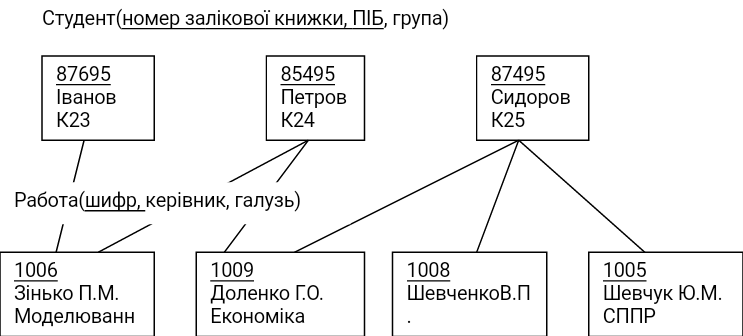 Студент(номер залікової книжки, ПІБ, група)
87695
Іванов
К23
85495
Петров
К24
87495
Сидоров
К25
Работа(шифр, керівник, галузь)
1006
Зінько П.М.
Моделюванн
1009
Доленко Г.О.
Економіка
1008
ШевченкоВ.П
.
1005
Шевчук Ю.М.
СППР